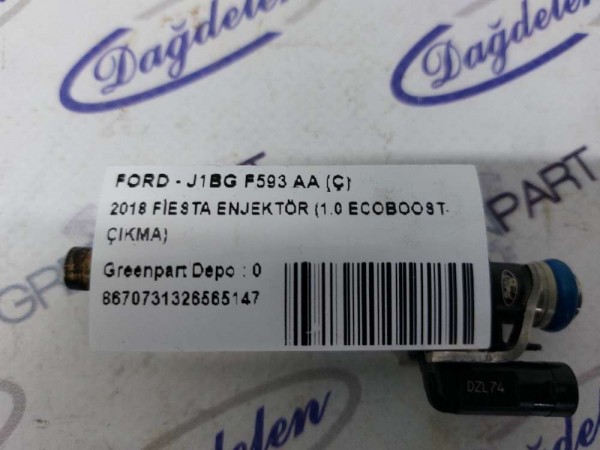 Dağdelen
GREENPART
FORD - J1BG F593 AA (Ç)
2018 FİESTA ENJEKTÖR (1.0 ECOBOOST-
ÇIKMA)
Greenpart Depo : 0
8670731326565147
DZL74
Dağdelen